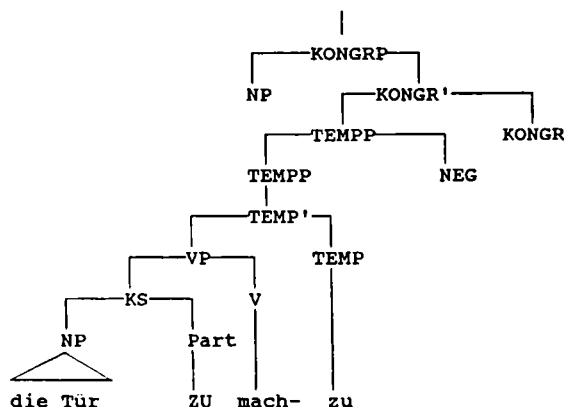 KONGRP
NP KONGR'
TEMPP KONGR
TEMPP NEG
TEMP'
VP TEMP
KS V
NP Part
die Tür ZU mach- zu